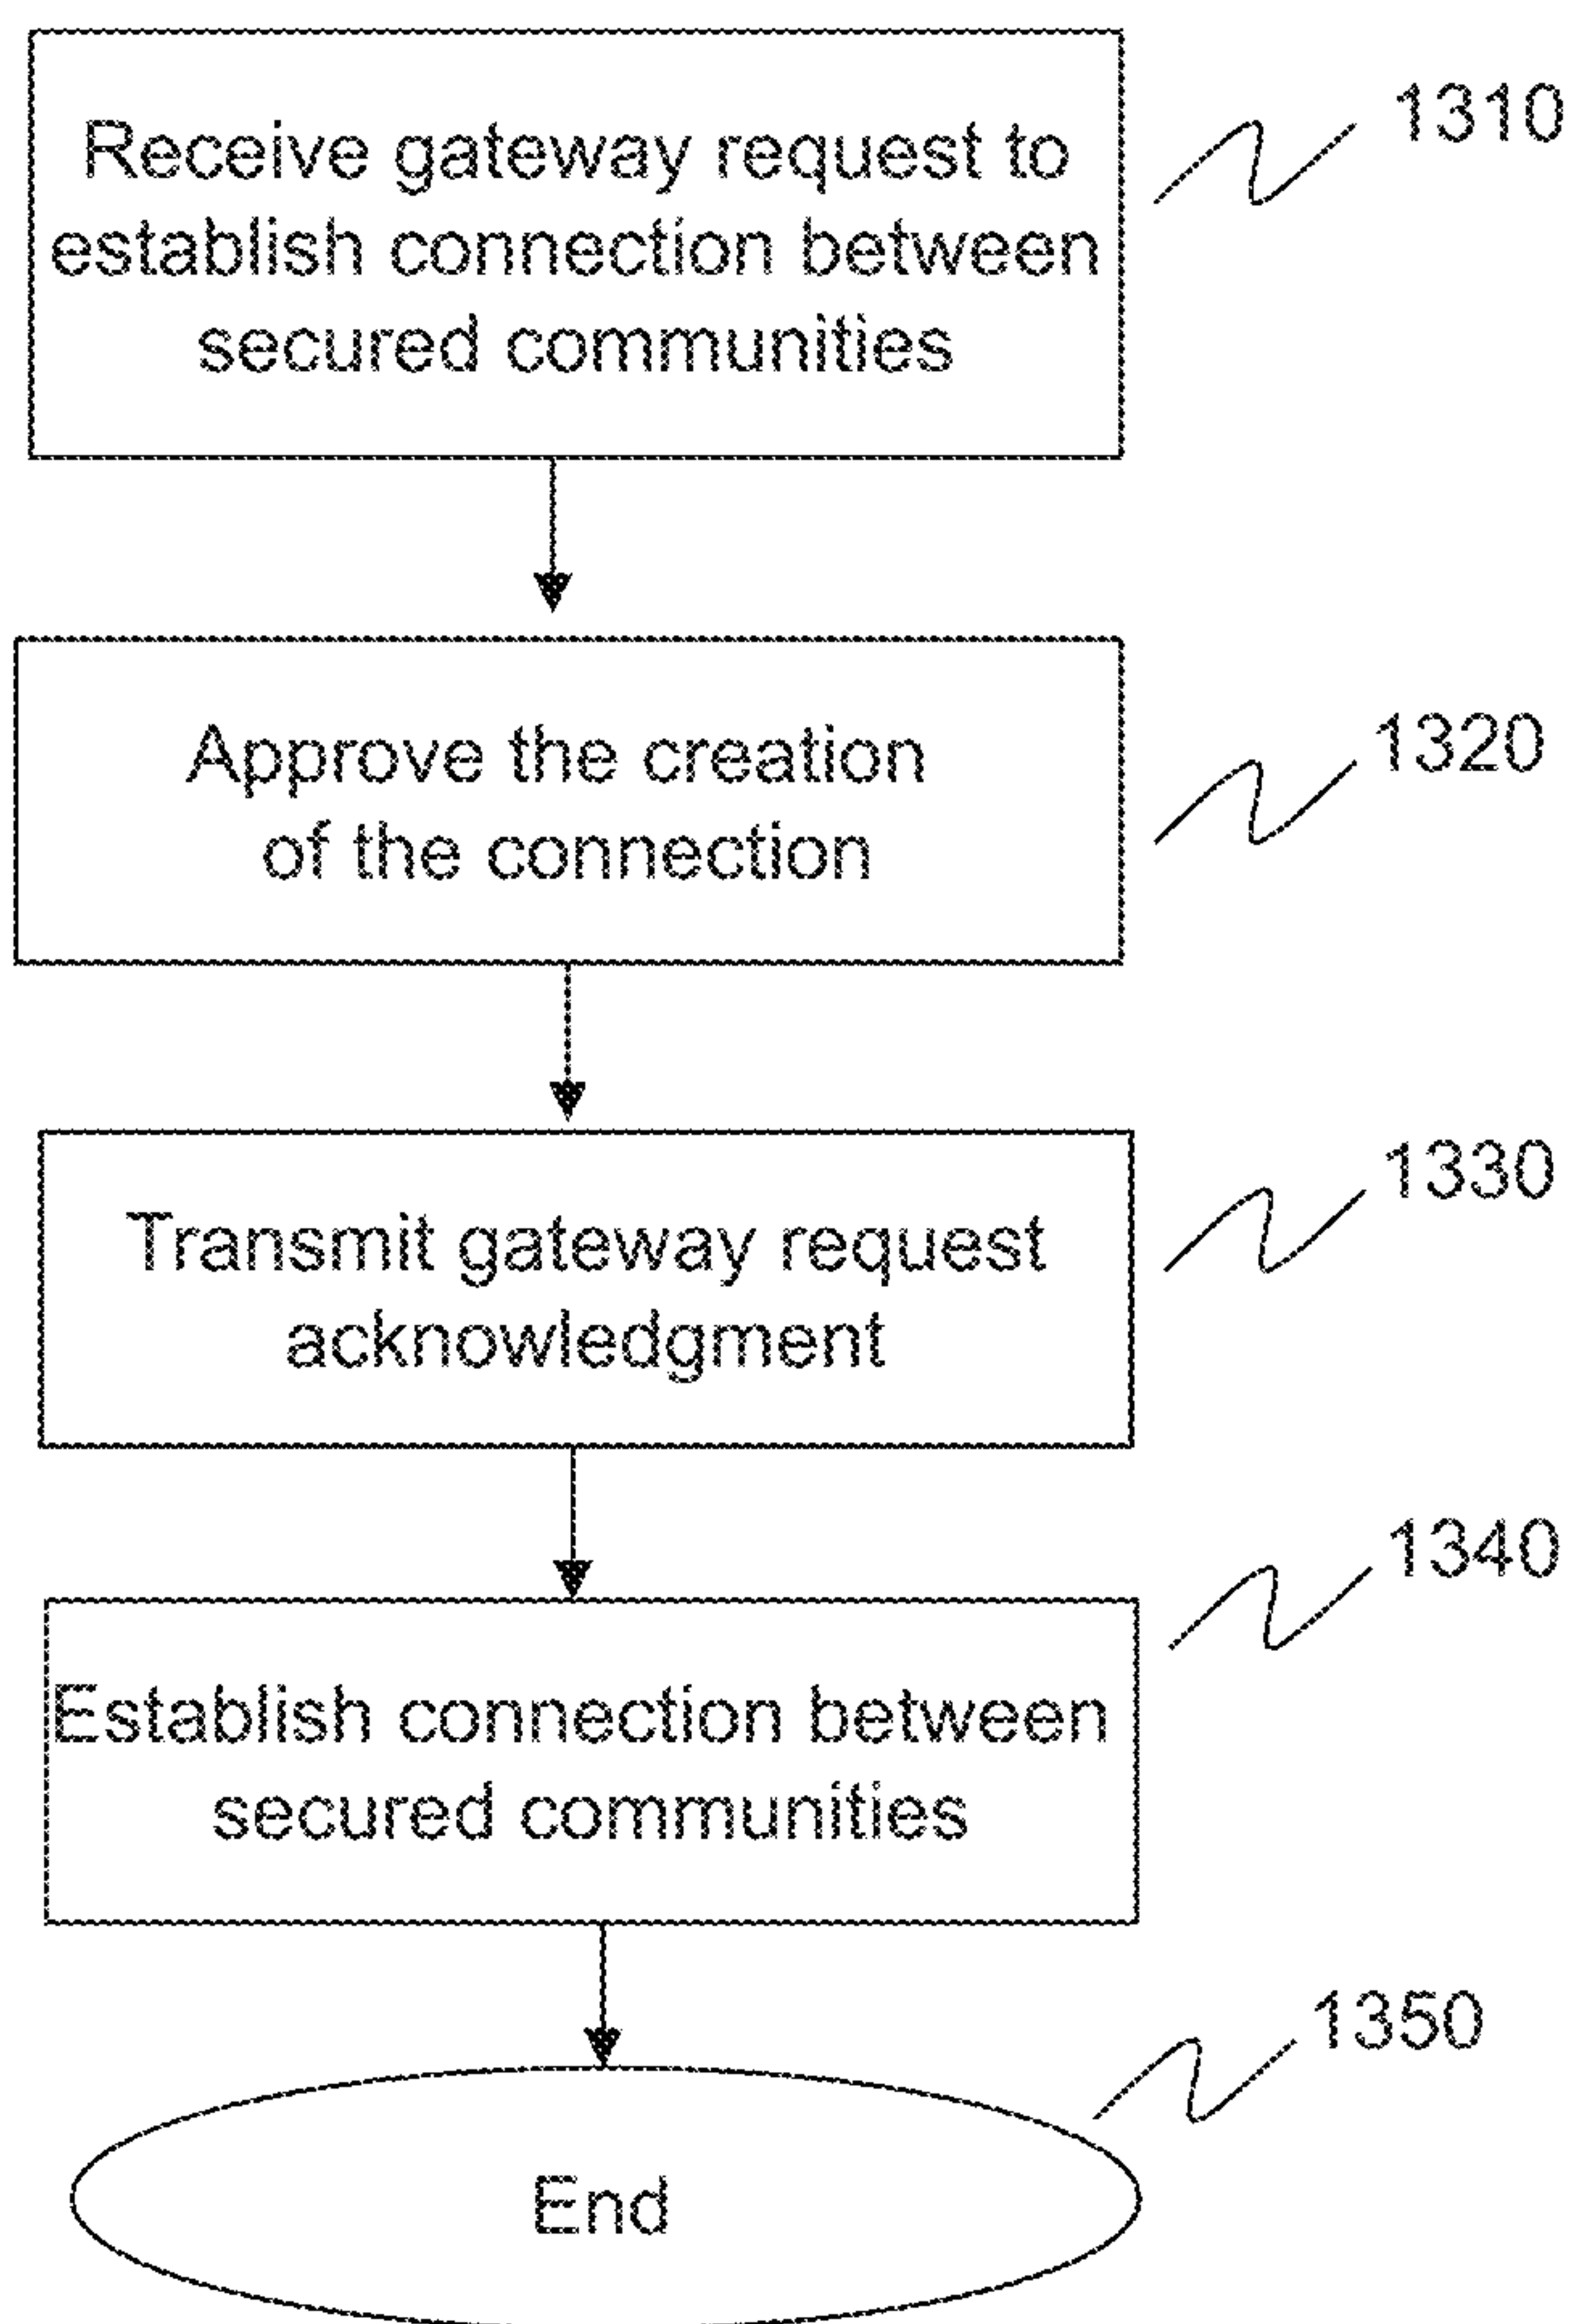 Receive gateway request to
establish connection between
secured communities
1310
Approve the creation
of the connection
1320
Transmit gateway request
acknowledgment
1330
Establish connection between
secured communities
1340
End
1350